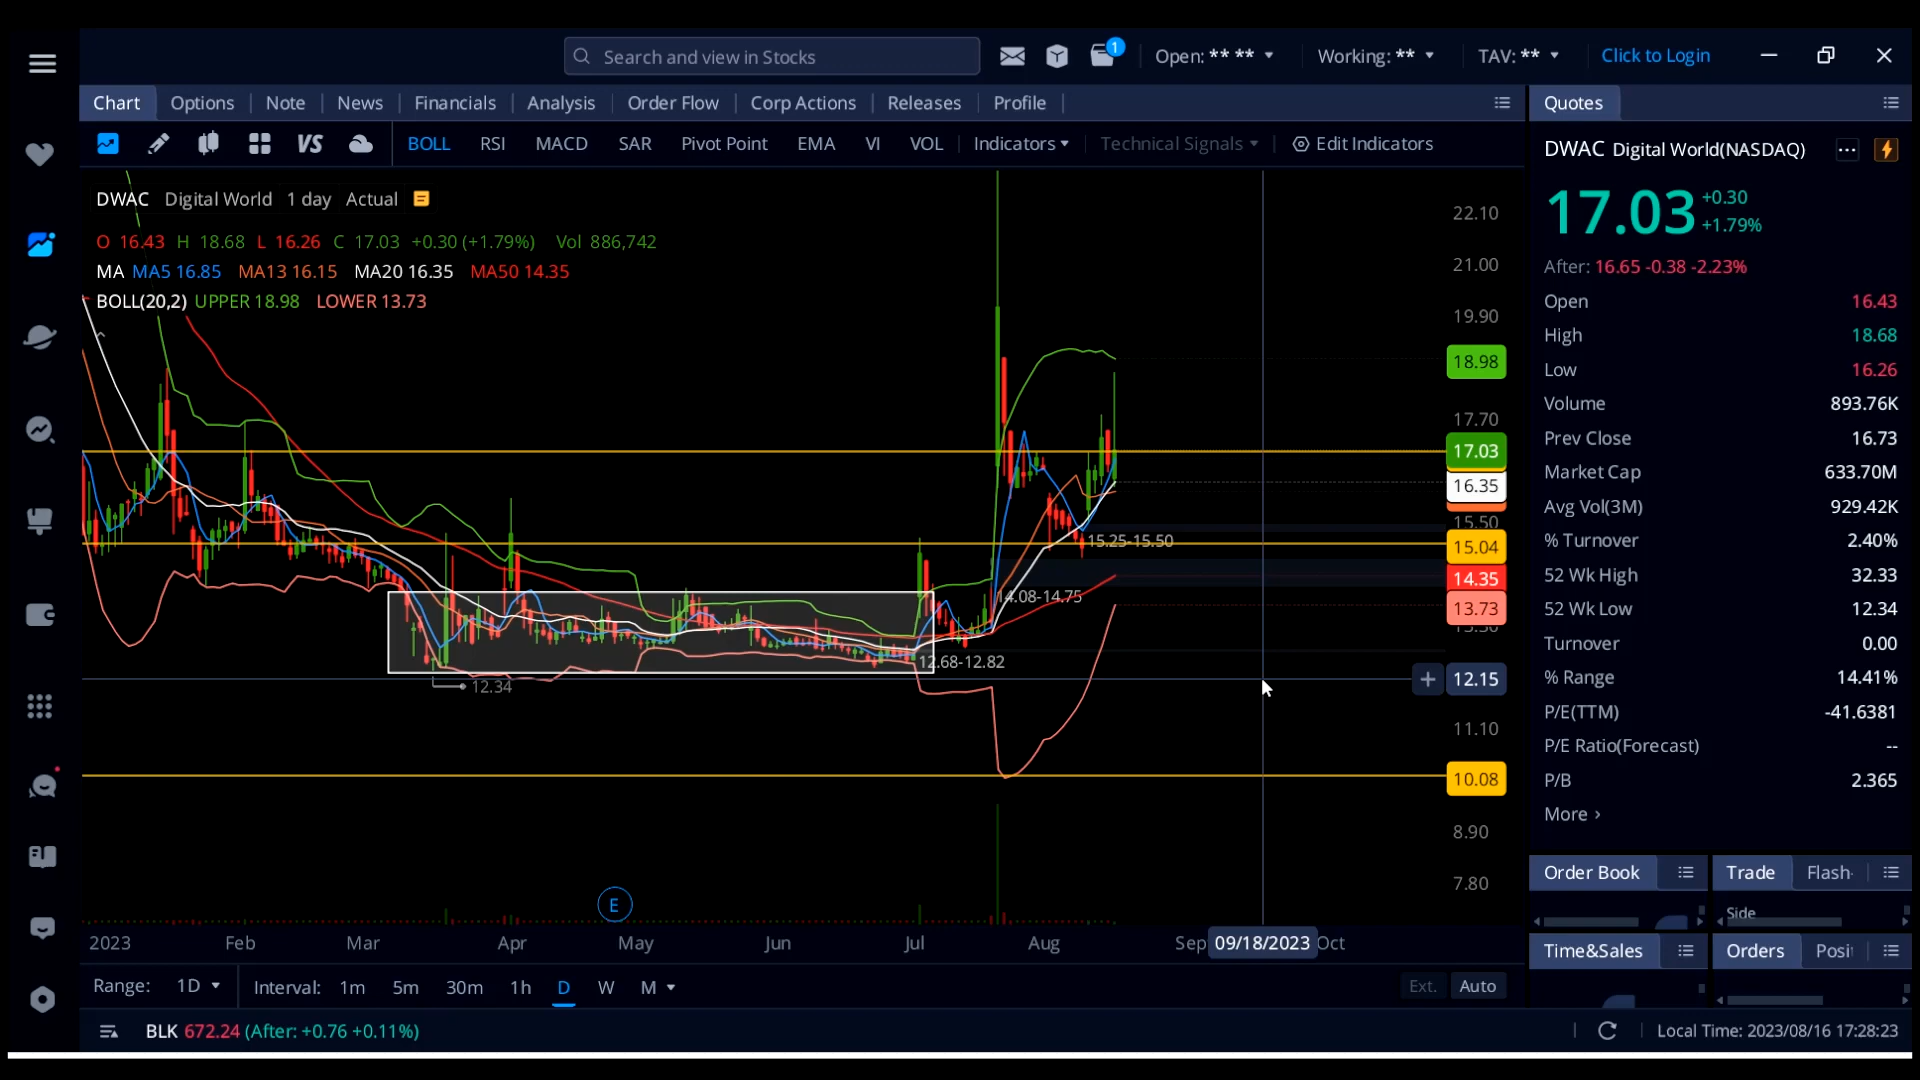 Search and view in Stocks
1
Open: ** **
Working: **
TAV: **
Click to Login
Chart Options Note News Financials Analysis Order Flow Corp Actions Releases Profile
Quotes
VS BOLL RSI MACD SAR Pivot Point EMA VI VOL Indicators Technical Signals Edit Indicators
DWAC Digital World(NASDAQ)
DWAC Digital World 1 day Actual
O 16.43 H 18.68 L 16.26 C 17.03 +0.30 (+1.79%) Vol 886,742
MA MA5 16.85 MA13 16.15 MA20 16.35 MA50 14.35
BOLL(20,2) UPPER 18.98 LOWER 13.73
22.10
21.00
19.90
18.98
17.70
17.03
16.35
15.50
15.04
14.35
13.73
13.30
12.15
11.10
10.08
8.90
7.80
15.25-15.50
14.08-14.75
12.68-12.82
12.34
E
2023 Feb Mar Apr May Jun Jul Aug Sep 09/18/2023 Oct
Range: 1D Interval: 1m 5m 30m 1h D W M Ext. Auto
17.03
+0.30
+1.79%
After: 16.65 -0.38 -2.23%
Open 16.43
High 18.68
Low 16.26
Volume 893.76K
Prev Close 16.73
Market Cap 633.70M
Avg Vol(3M) 929.42K
% Turnover 2.40%
52 Wk High 32.33
52 Wk Low 12.34
Turnover 0.00
% Range 14.41%
P/E(TTM) -41.6381
P/E Ratio(Forecast) --
P/B 2.365
More
Order Book
Trade Flash
Side
Time&Sales
Orders Posi
BLK 672.24 (After: +0.76 +0.11%)
Local Time: 2023/08/16 17:28:23